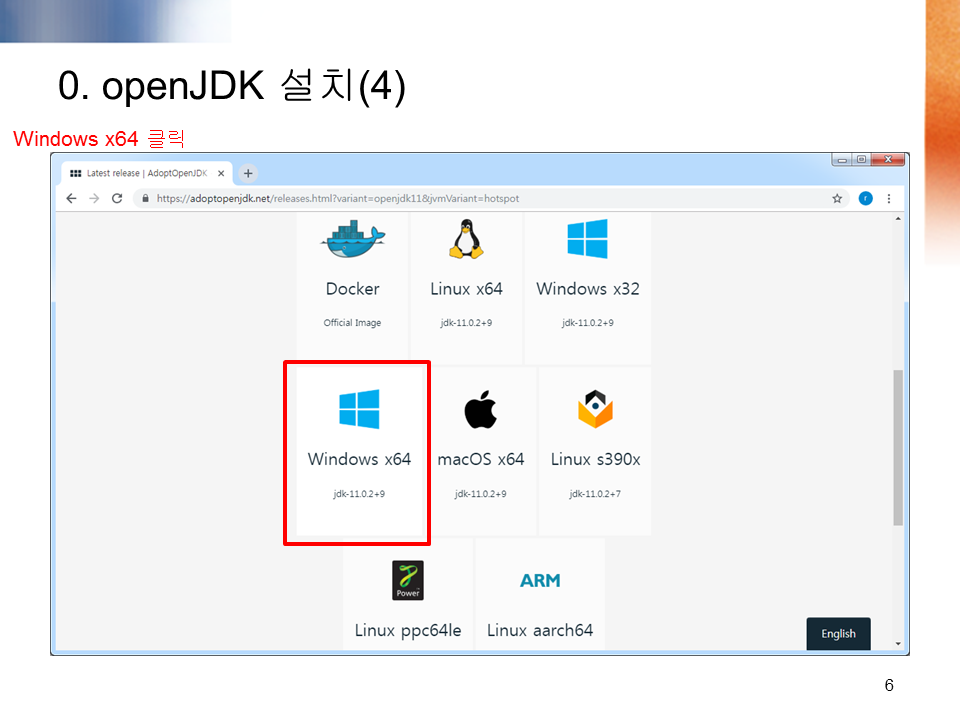 0. openJDK 설치(4)
Windows x64 클릭
Latest release | AdoptOpenJDK
https://adoptopenjdk.net/releases.html?variant=openjdk11&jvmVariant=hotspot
r
Docker
Official Image
Linux x64
jdk-11.0.2+9
Windows x32
jdk-11.0.2+9
Windows x64
jdk-11.0.2+9
macOS x64
jdk-11.0.2+9
Linux s390x
jdk-11.0.2+7
Power
Linux ppc64le
ARM
Linux aarch64
English
6